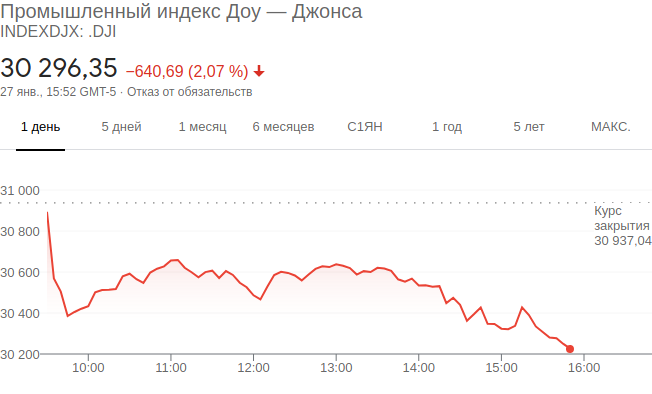 Промышленный индекс Доу — Джонса
INDEXDJX: .DJI
30 296,35 −640,69 (2,07 %)
27 янв., 15:52 GMT-5 · Отказ от обязательств
1 день 5 дней 1 месяц 6 месяцев С1ЯН 1 год 5 лет МАКС.
31 000
Курс
закрытия
30 937,04
30 800
30 600
30 400
30 200
10:00 11:00 12:00 13:00 14:00 15:00 16:00